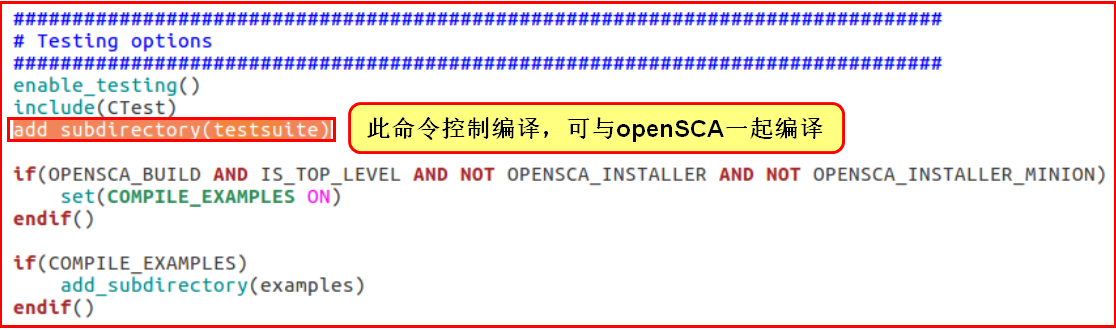 ###############################################################################
# Testing options
###############################################################################
enable_testing()
include(CTest)
add_subdirectory(testsuite)
此命令控制编译，可与openSCA一起编译
if(OPENSCA_BUILD AND IS_TOP_LEVEL AND NOT OPENSCA_INSTALLER AND NOT OPENSCA_INSTALLER_MINION)
    set(COMPILE_EXAMPLES ON)
endif()
if(COMPILE_EXAMPLES)
    add_subdirectory(examples)
endif()